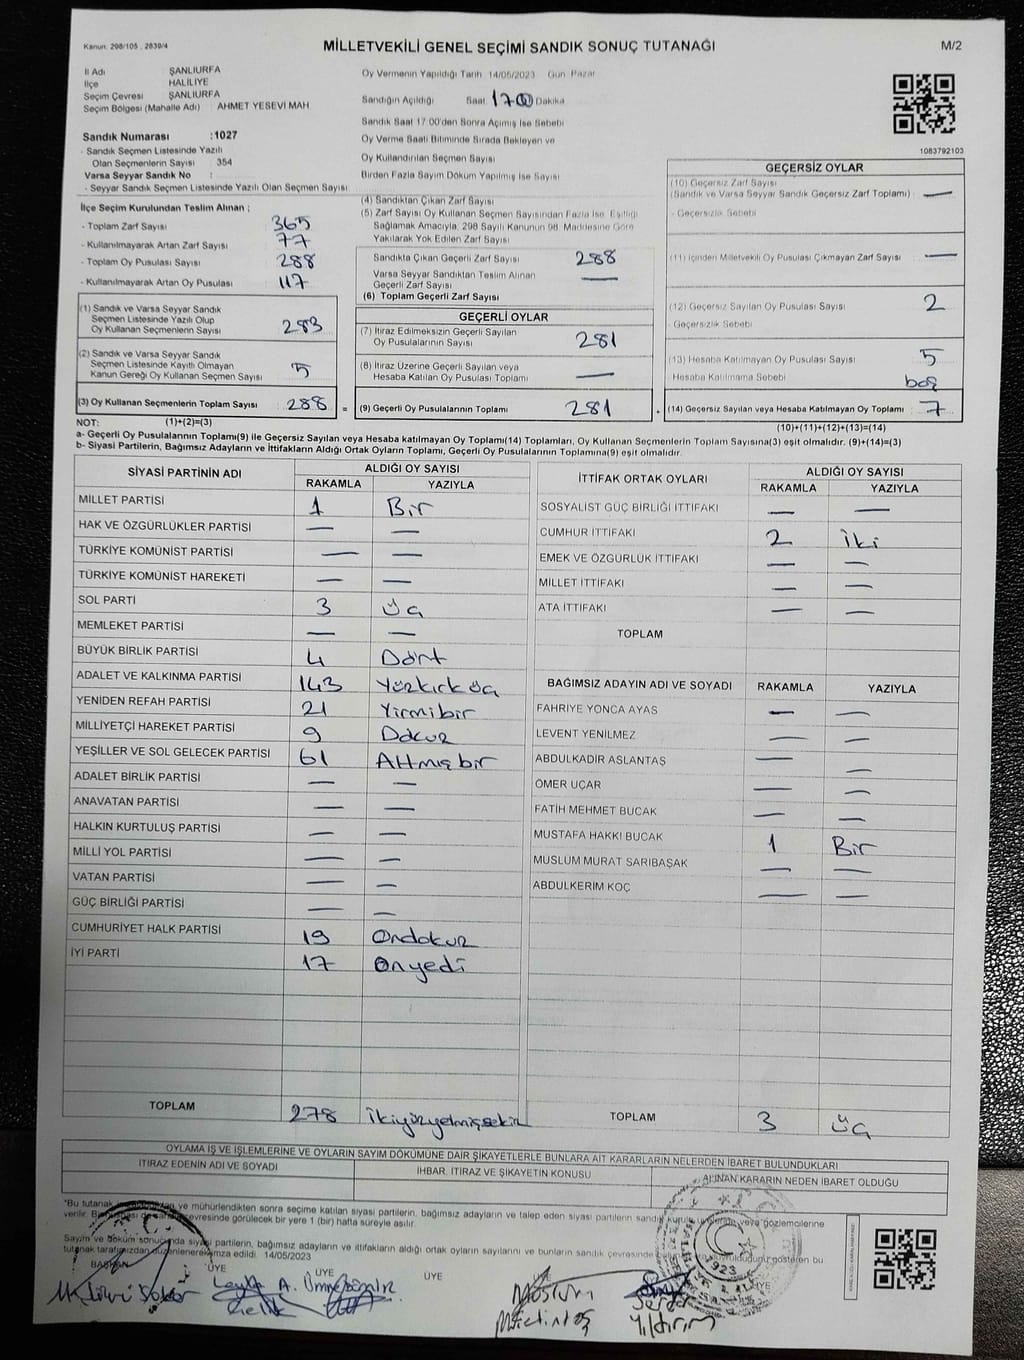 Kanun. 298/105 , 2839/4
MİLLETVEKİLİ GENEL SEÇİMİ SANDIK SONUÇ TUTANAĞI
M/2
İl Adı ŞANLIURFA
İlçe HALİLİYE
Seçim Çevresi ŞANLIURFA
Seçim Bölgesi (Mahalle Adı) : AHMET YESEVİ MAH
Sandık Numarası :1027
- Sandık Seçmen Listesinde Yazılı
Olan Seçmenlerin Sayısı : 354
Varsa Seyyar Sandık No :
- Seyyar Sandık Seçmen Listesinde Yazılı Olan Seçmen Sayısı
Oy Vermenin Yapıldığı Tarih 14/05/2023 Gün Pazar
Sandığın Açıldığı Saat 17 00 Dakika
Sandık Saat 17:00'den Sonra Açımış İse Sebebi
Oy Verme Saati Bitiminde Sırada Bekleyen ve
Oy Kullandırılan Seçmen Sayısı
Birden Fazla Sayım Döküm Yapılmış İse Sayısı
1083792103
İlçe Seçim Kurulundan Teslim Alınan ;
- Toplam Zarf Sayısı 365
- Kullanılmayarak Artan Zarf Sayısı 77
- Toplam Oy Pusulası Sayısı 288
- Kullanılmayarak Artan Oy Pusulası 117
(1) Sandık ve Varsa Seyyar Sandık
Seçmen Listesinde Yazılı Olup
Oy Kullanan Seçmenlerin Sayısı 283
(2) Sandık ve Varsa Seyyar Sandık
Seçmen Listesinde Kayıtlı Olmayan
Kanun Gereği Oy Kullanan Seçmen Sayısı 5
(3) Oy Kullanan Seçmenlerin Toplam Sayısı 288 =
(1)+(2)=(3)
(4) Sandıktan Çıkan Zarf Sayısı
(5) Zarf Sayısı Oy Kullanan Seçmen Sayısından Fazla İse, Eşitliği
Sağlamak Amacıyla, 298 Sayılı Kanunun 98. Maddesine Göre
Yakılarak Yok Edilen Zarf Sayısı
Sandıkta Çıkan Geçerli Zarf Sayısı 288
Varsa Seyyar Sandıktan Teslim Alınan
Geçerli Zarf Sayısı —
(6) Toplam Geçerli Zarf Sayısı
GEÇERLİ OYLAR
(7) İtiraz Edilmeksizin Geçerli Sayılan
Oy Pusulalarının Sayısı 281
(8) İtiraz Üzerine Geçerli Sayılan veya
Hesaba Katılan Oy Pusulası Toplamı —
(9) Geçerli Oy Pusulalarının Toplamı 281
GEÇERSİZ OYLAR
(10) Geçersiz Zarf Sayısı
(Sandık ve Varsa Seyyar Sandık Geçersiz Zarf Toplamı) —
- Geçersizlik Sebebi
(11) İçinden Milletvekili Oy Pusulası Çıkmayan Zarf Sayısı —
(12) Geçersiz Sayılan Oy Pusulası Sayısı 2
- Geçersizlik Sebebi
(13) Hesaba Katılmayan Oy Pusulası Sayısı 5
Hesaba Katılmama Sebebi boş
(14) Geçersiz Sayılan veya Hesaba Katılmayan Oy Toplamı 7
(10)+(11)+(12)+(13)=(14)
NOT:
a- Geçerli Oy Pusulalarının Toplamı(9) ile Geçersiz Sayılan veya Hesaba katılmayan Oy Toplamı(14) Toplamları, Oy Kullanan Seçmenlerin Toplam Sayısına(3) eşit olmalıdır. (9)+(14)=(3)
b- Siyasi Partilerin, Bağımsız Adayların ve İttifakların Aldığı Ortak Oyların Toplamı, Geçerli Oy Pusulalarının Toplamına(9) eşit olmalıdır.
SİYASİ PARTİNİN ADI ALDIĞI OY SAYISI
RAKAMLA YAZIYLA
MİLLET PARTİSİ 1 Bir
HAK VE ÖZGÜRLÜKLER PARTİSİ — —
TÜRKİYE KOMÜNİST PARTİSİ — —
TÜRKİYE KOMÜNİST HAREKETİ — —
SOL PARTİ 3 üç
MEMLEKET PARTİSİ — —
BÜYÜK BİRLİK PARTİSİ 4 Dört
ADALET VE KALKINMA PARTİSİ 143 Yüzkırküç
YENİDEN REFAH PARTİSİ 21 Yirmibir
MİLLİYETÇİ HAREKET PARTİSİ 9 Dokuz
YEŞİLLER VE SOL GELECEK PARTİSİ 61 Altmışbir
ADALET BİRLİK PARTİSİ — —
ANAVATAN PARTİSİ — —
HALKIN KURTULUŞ PARTİSİ — —
MİLLİ YOL PARTİSİ — —
VATAN PARTİSİ — —
GÜÇ BİRLİĞİ PARTİSİ — —
CUMHURİYET HALK PARTİSİ 19 Ondokuz
İYİ PARTİ 17 Onyedi
TOPLAM 278 ikiyüzyetmişsekiz
İTTİFAK ORTAK OYLARI ALDIĞI OY SAYISI
RAKAMLA YAZIYLA
SOSYALİST GÜÇ BİRLİĞİ İTTİFAKI — —
CUMHUR İTTİFAKI 2 İki
EMEK VE ÖZGÜRLÜK İTTİFAKI — —
MİLLET İTTİFAKI — —
ATA İTTİFAKI — —
TOPLAM
BAĞIMSIZ ADAYIN ADI VE SOYADI RAKAMLA YAZIYLA
FAHRİYE YONCA AYAS — —
LEVENT YENİLMEZ — —
ABDULKADİR ASLANTAŞ —
ÖMER UÇAR — —
FATİH MEHMET BUCAK — —
MUSTAFA HAKKI BUCAK 1 Bir
MÜSLÜM MURAT SARIBAŞAK — —
ABDULKERİM KOÇ — —
TOPLAM 3 üç
OYLAMA İŞ VE İŞLEMLERİNE VE OYLARIN SAYIM DÖKÜMÜNE DAİR ŞİKAYETLERLE BUNLARA AİT KARARLARIN NELERDEN İBARET BULUNDUKLARI
İTİRAZ EDENİN ADI VE SOYADI İHBAR, İTİRAZ VE ŞİKAYETİN KONUSU ALINAN KARARIN NEDEN İBARET OLDUĞU
"Bu tutanak ve mühürlendikten sonra seçime katılan siyasi partilerin, bağımsız adayların ve talep eden siyasi partilerin sandık gözlemcilerine
verilir. çevresinde görülecek bir yere 1 (bir) hafta süreyle asılır.
Sayım ve döküm sonucunda siyasi partilerin, bağımsız adayların ve ittifakların aldığı ortak oyların sayılarını ve bunların sandık çevresinde gösteren bu
tutanak tarafımızdan düzenlenerek imza edildi. 14/05/2023
BAŞKAN ÜYE ÜYE ÜYE ÜYE
Leyla A.
Çelik
Müslüm
Serdar
Yıldırım
1923